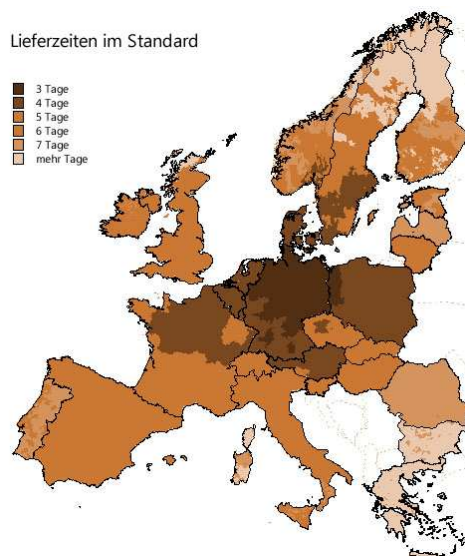 Lieferzeiten im Standard
3 Tage
4 Tage
5 Tage
6 Tage
7 Tage
mehr Tage